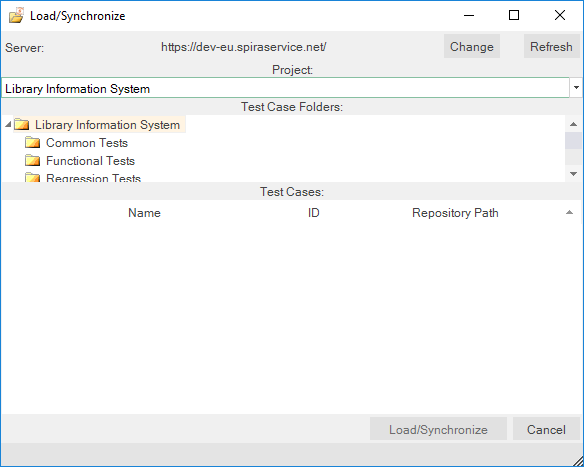 Load/Synchronize
Server: https://dev-eu.spiraservice.net/ Change Refresh
Project:
Library Information System
Test Case Folders:
Library Information System
Common Tests
Functional Tests
Regression Tests
Test Cases:
Name ID Repository Path
Load/Synchronize Cancel